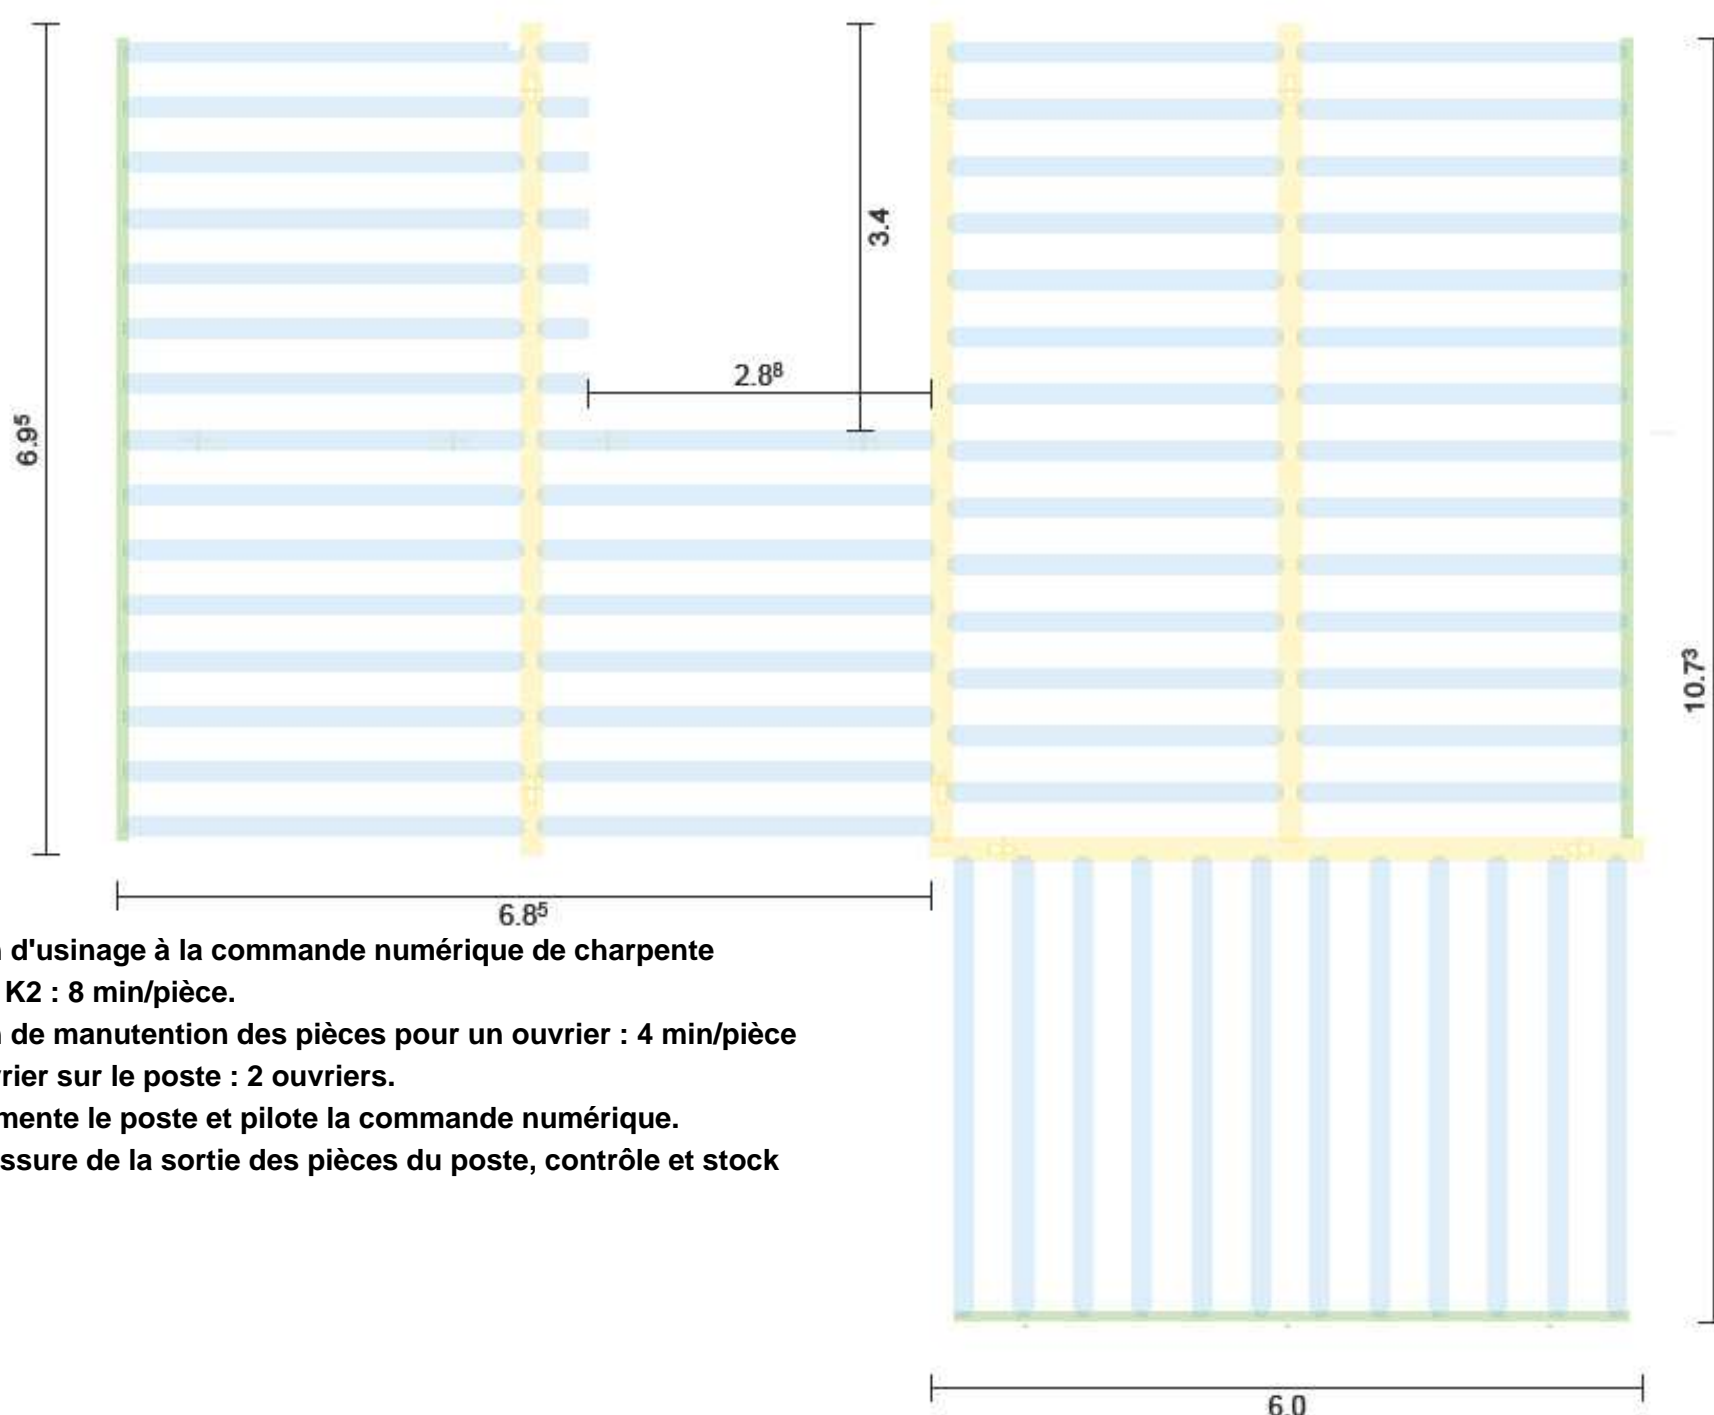 3.4
2.8⁸
6.9⁵
10.7³
6.8⁵
d'usinage à la commande numérique de charpente
K2 : 8 min/pièce.
de manutention des pièces pour un ouvrier : 4 min/pièce
rier sur le poste : 2 ouvriers.
mente le poste et pilote la commande numérique.
ssure de la sortie des pièces du poste, contrôle et stock
6.0